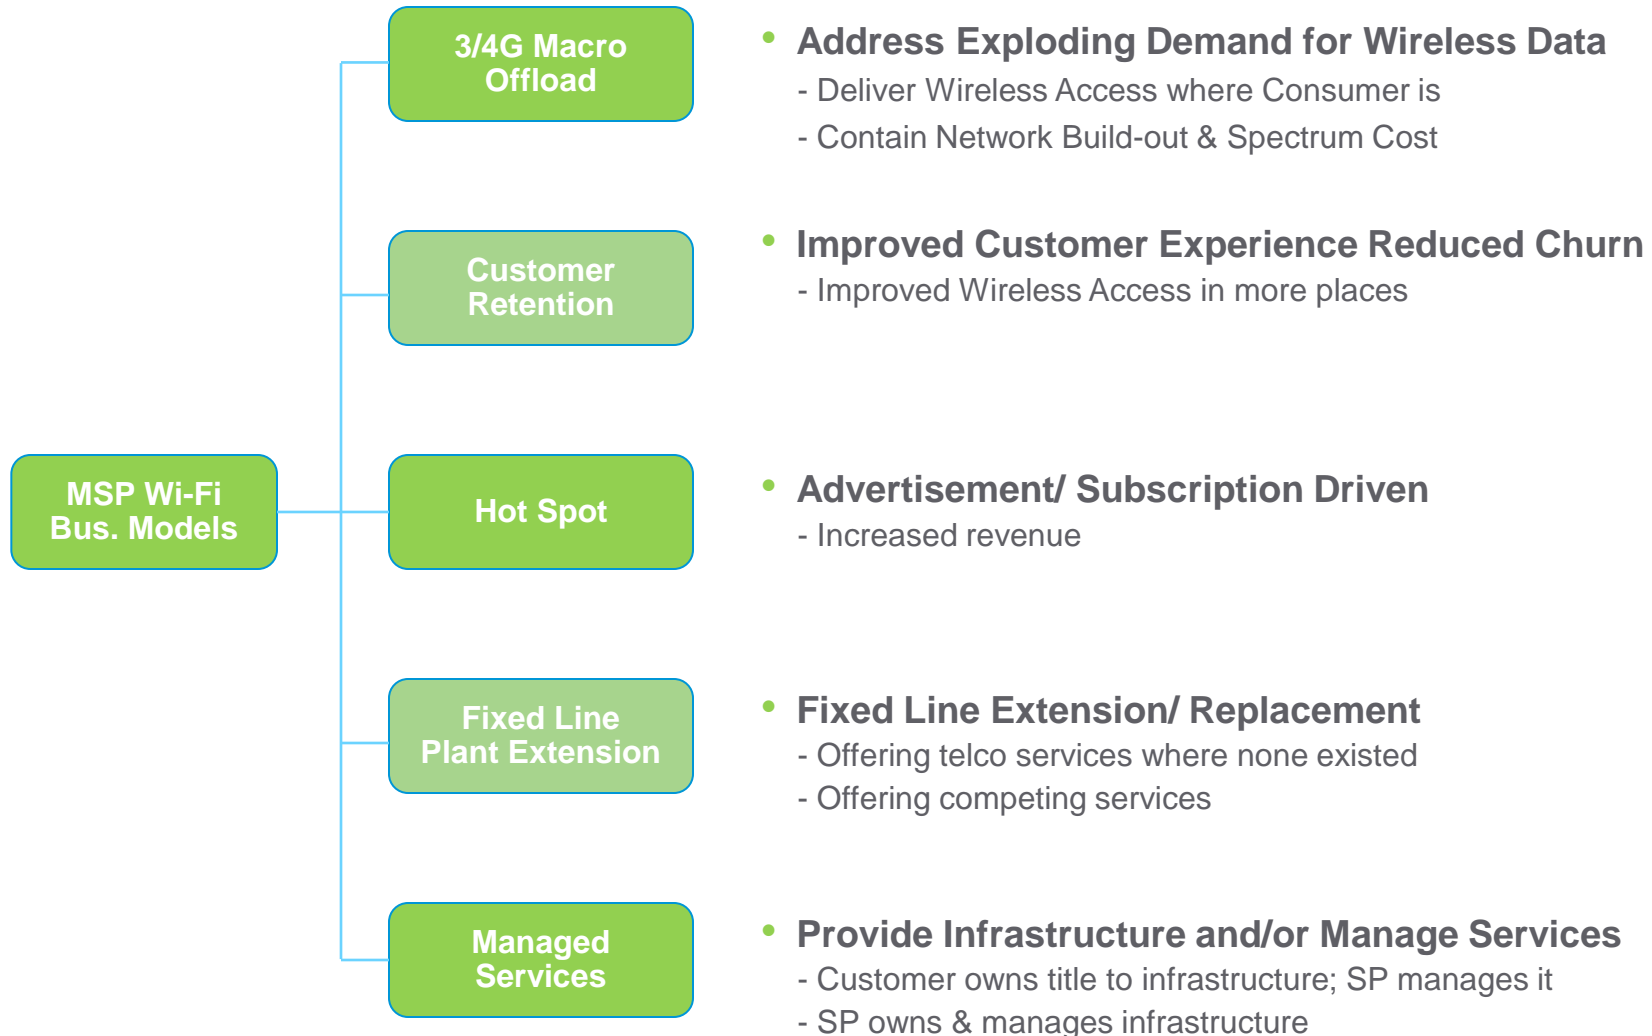 3/4G Macro
Offload
• Address Exploding Demand for Wireless Data
- Deliver Wireless Access where Consumer is
- Contain Network Build-out & Spectrum Cost
Customer
Retention
• Improved Customer Experience Reduced Churn
- Improved Wireless Access in more places
MSP Wi-Fi
Bus. Models
Hot Spot
• Advertisement/ Subscription Driven
- Increased revenue
Fixed Line
Plant Extension
• Fixed Line Extension/ Replacement
- Offering telco services where none existed
- Offering competing services
Managed
Services
• Provide Infrastructure and/or Manage Services
- Customer owns title to infrastructure; SP manages it
- SP owns & manages infrastructure